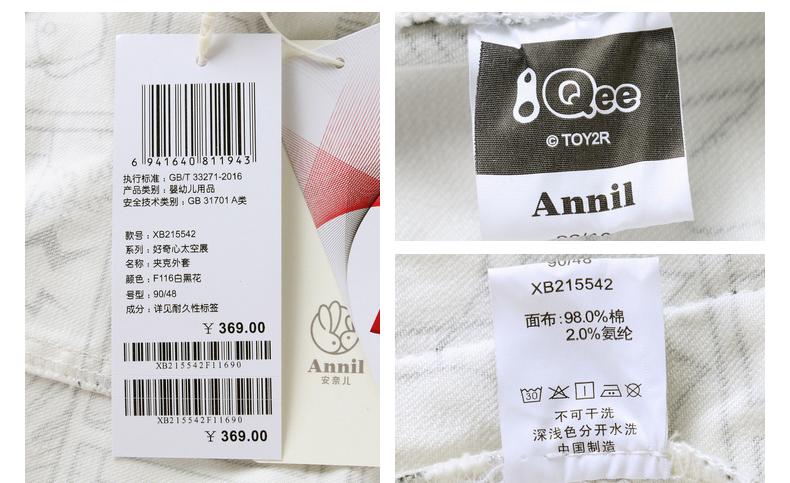 6 941640 811943
执行标准：GB/T 33271-2016
产品类别：婴幼儿用品
安全技术类别：GB 31701 A类
款号：XB215542
系列：好奇心太空展
名称：夹克外套
颜色：F116白黑花
号型：90/48
成分：详见耐久性标签
￥ 369.00
XB215542F11690
XB215542F11690
￥ 369.00
Annil
安奈儿
Qee
© TOY2R
Annil
90/48
XB215542
面布：98.0%棉
2.0%氨纶
30
不可干洗
深浅色分开水洗
中国制造